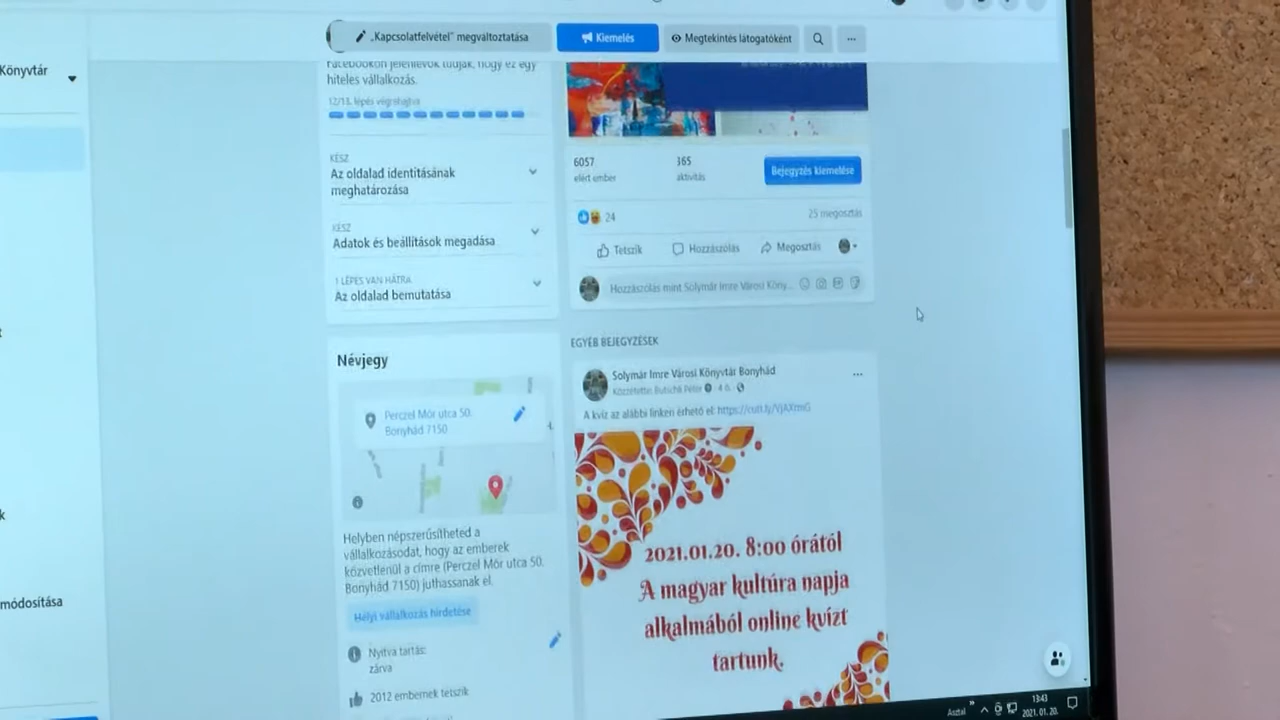 „Kapcsolatfelvétel" megváltoztatása
Kiemelés
Megtekintés látogatóként
Könyvtár
Facebookon jelenlévők tudják, hogy ez egy
hiteles vállalkozás.
12/13. lépés végrehajtva
KÉSZ
Az oldalad identitásának
meghatározása
KÉSZ
Adatok és beállítások megadása
1 LÉPÉS VAN HÁTRA
Az oldalad bemutatása
Névjegy
Perczel Mór utca 50.
Bonyhád 7150
Helyben népszerűsítheted a
vállalkozásodat, hogy az emberek
közvetlenül a címre (Perczel Mór utca 50.
Bonyhád 7150) juthassanak el.
Helyi vállalkozás hirdetése
Nyitva tartás:
zárva
2012 embernek tetszik
módosítása
6057
elért ember
365
aktivitás
Bejegyzés kiemelése
24
25 megosztás
Tetszik
Hozzászólás
Megosztás
Hozzászólás mint Solymár Imre Városi Köny...
EGYÉB BEJEGYZÉSEK
Solymár Imre Városi Könyvtár Bonyhád
Közzétette: Butschli Péter · 4 ó.
A kvíz az alábbi linken érhető el:
2021.01.20. 8:00 órától
A magyar kultúra napja
alkalmából online kvízt
tartunk.
Asztal
13:43
2021. 01. 20.